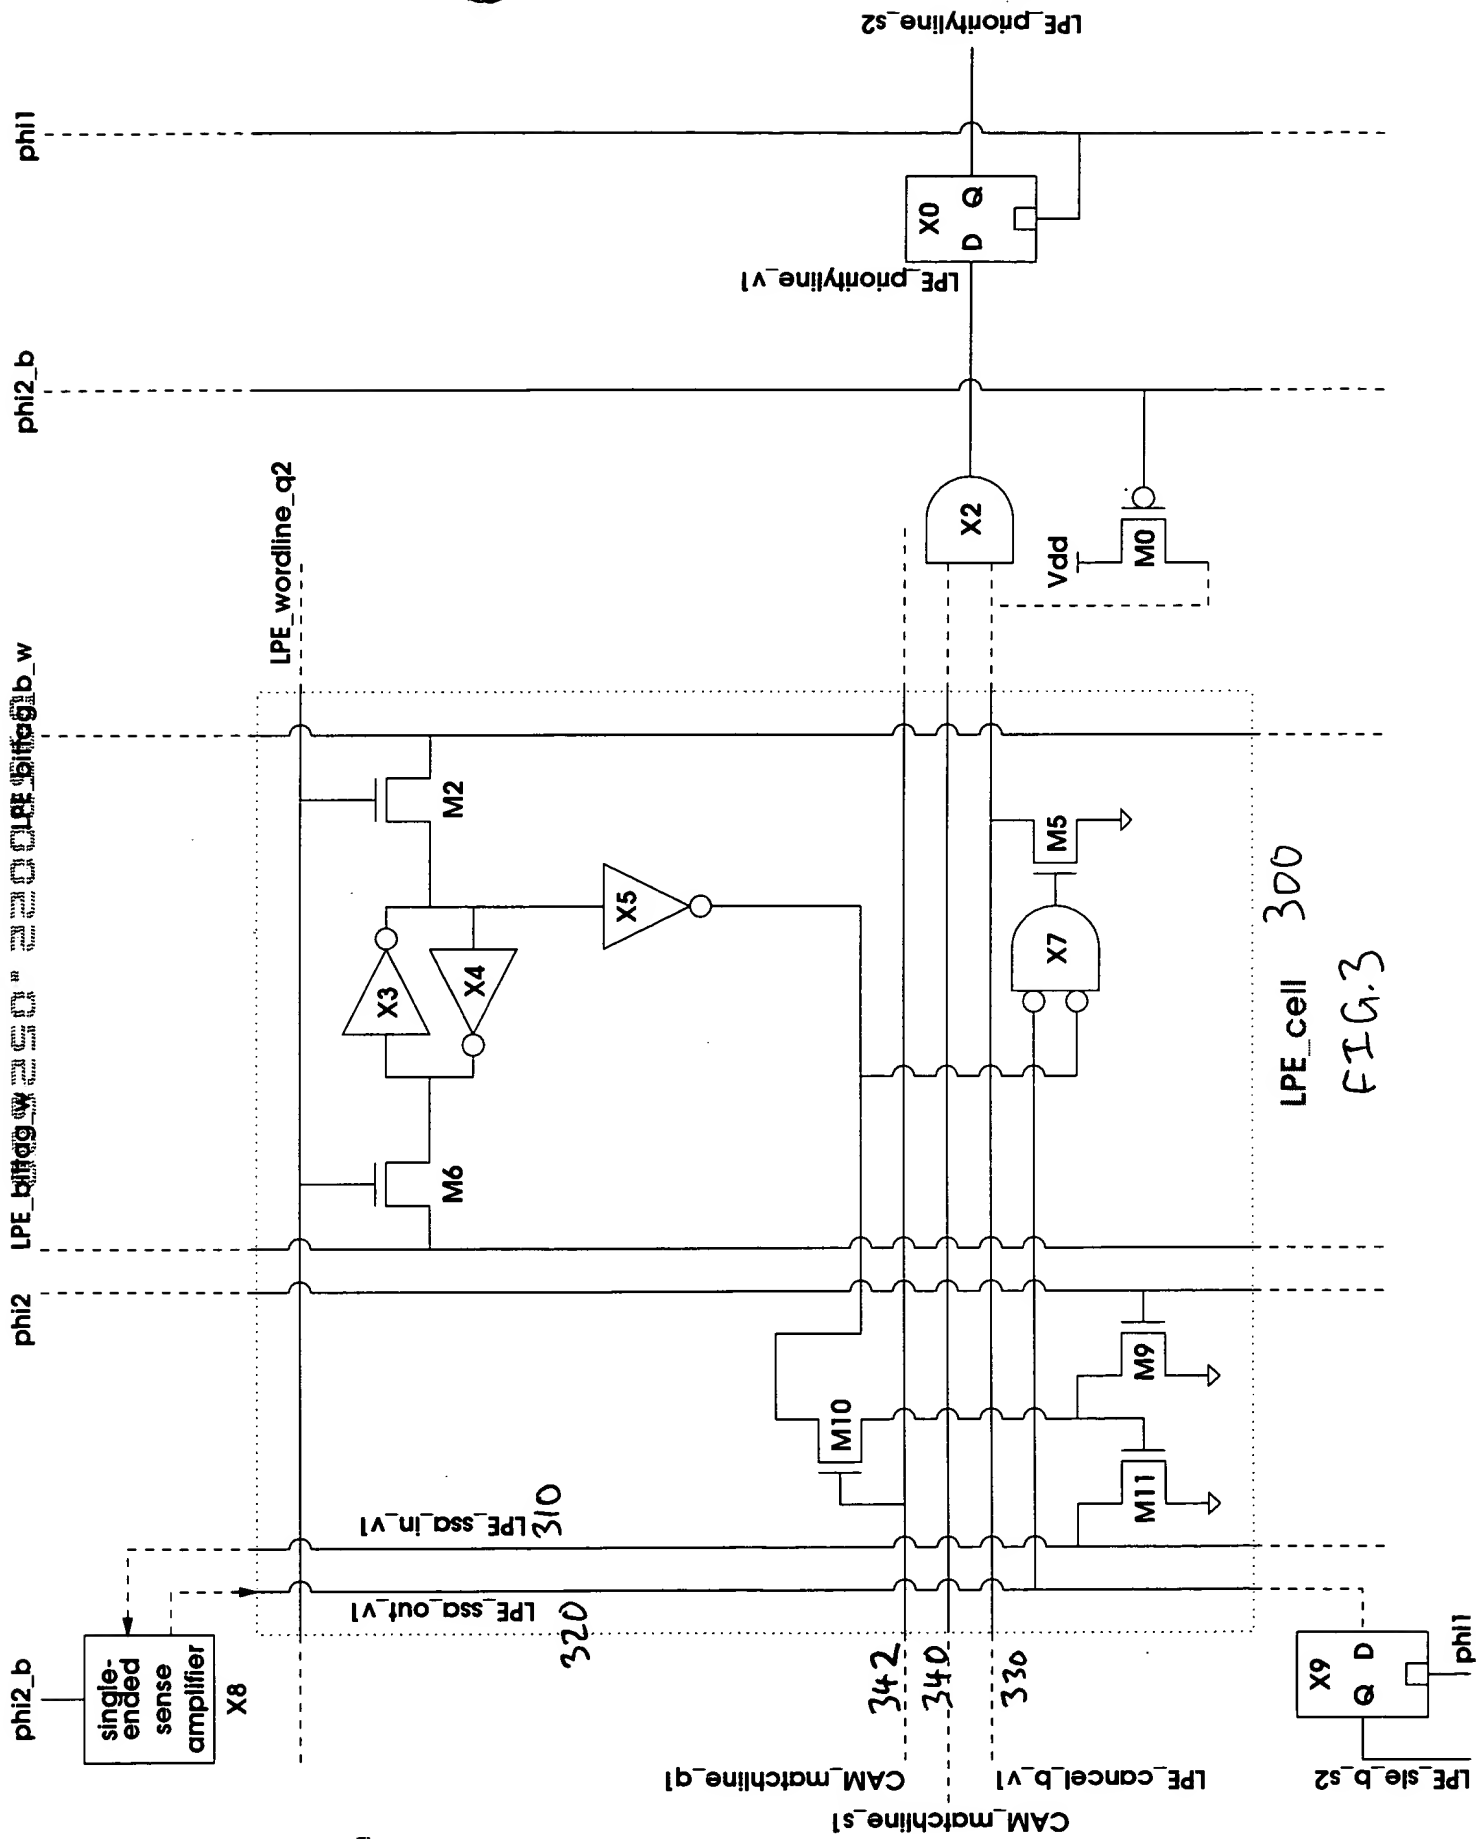 phi1
LPE_priorityline_s2
phi2_b
X0
D Q
LPE_priorityline_v1
LPE_wordline_q2
X2
Vdd
M0
LPE_bittag_b_w
LPE_bittag_w
M2
X3
X4
X5
M6
M5
X7
phi2
M10
M9
M11
LPE_ssa_in_v1
310
LPE_ssa_out_v1
320
phi2_b
single-
ended
sense
amplifier
X8
342
340
330
CAM_matchline_q1
CAM_matchline_s1
LPE_cancel_b_v1
X9
Q D
phi1
LPE_sle_b_s2
LPE_cell 300
FIG.3